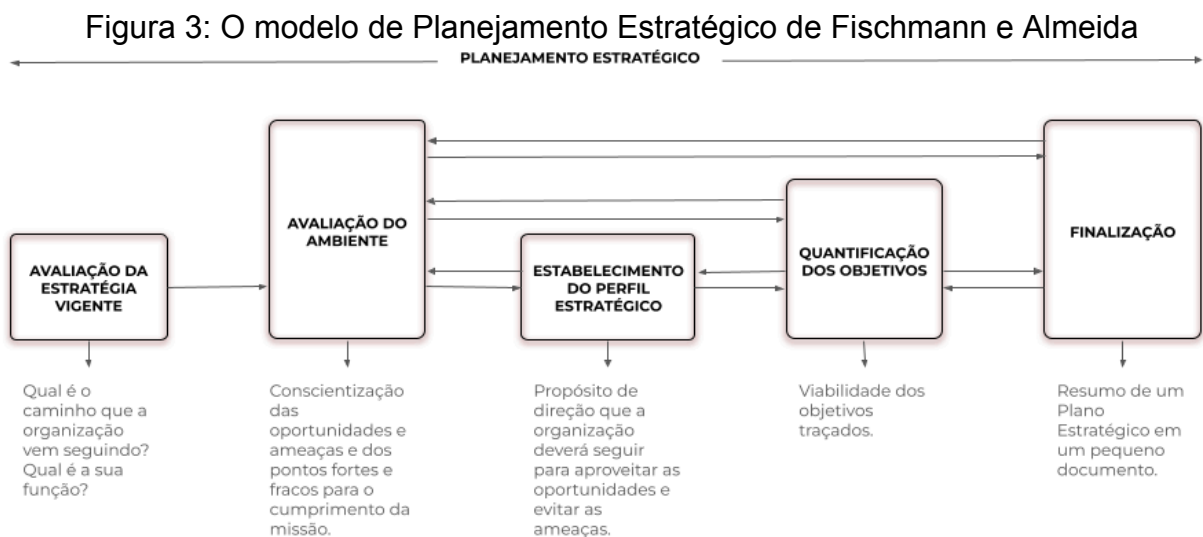 Figura 3: O modelo de Planejamento Estratégico de Fischmann e Almeida
PLANEJAMENTO ESTRATÉGICO
AVALIAÇÃO DA
ESTRATÉGIA
VIGENTE
AVALIAÇÃO DO
AMBIENTE
ESTABELECIMENTO
DO PERFIL
ESTRATÉGICO
QUANTIFICAÇÃO
DOS OBJETIVOS
FINALIZAÇÃO
Qual é o
caminho que a
organização
vem seguindo?
Qual é a sua
função?
Conscientização
das
oportunidades e
ameaças e dos
pontos fortes e
fracos para o
cumprimento da
missão.
Propósito de
direção que a
organização
deverá seguir
para aproveitar as
oportunidades e
evitar as
ameaças.
Viabilidade dos
objetivos
traçados.
Resumo de um
Plano
Estratégico em
um pequeno
documento.